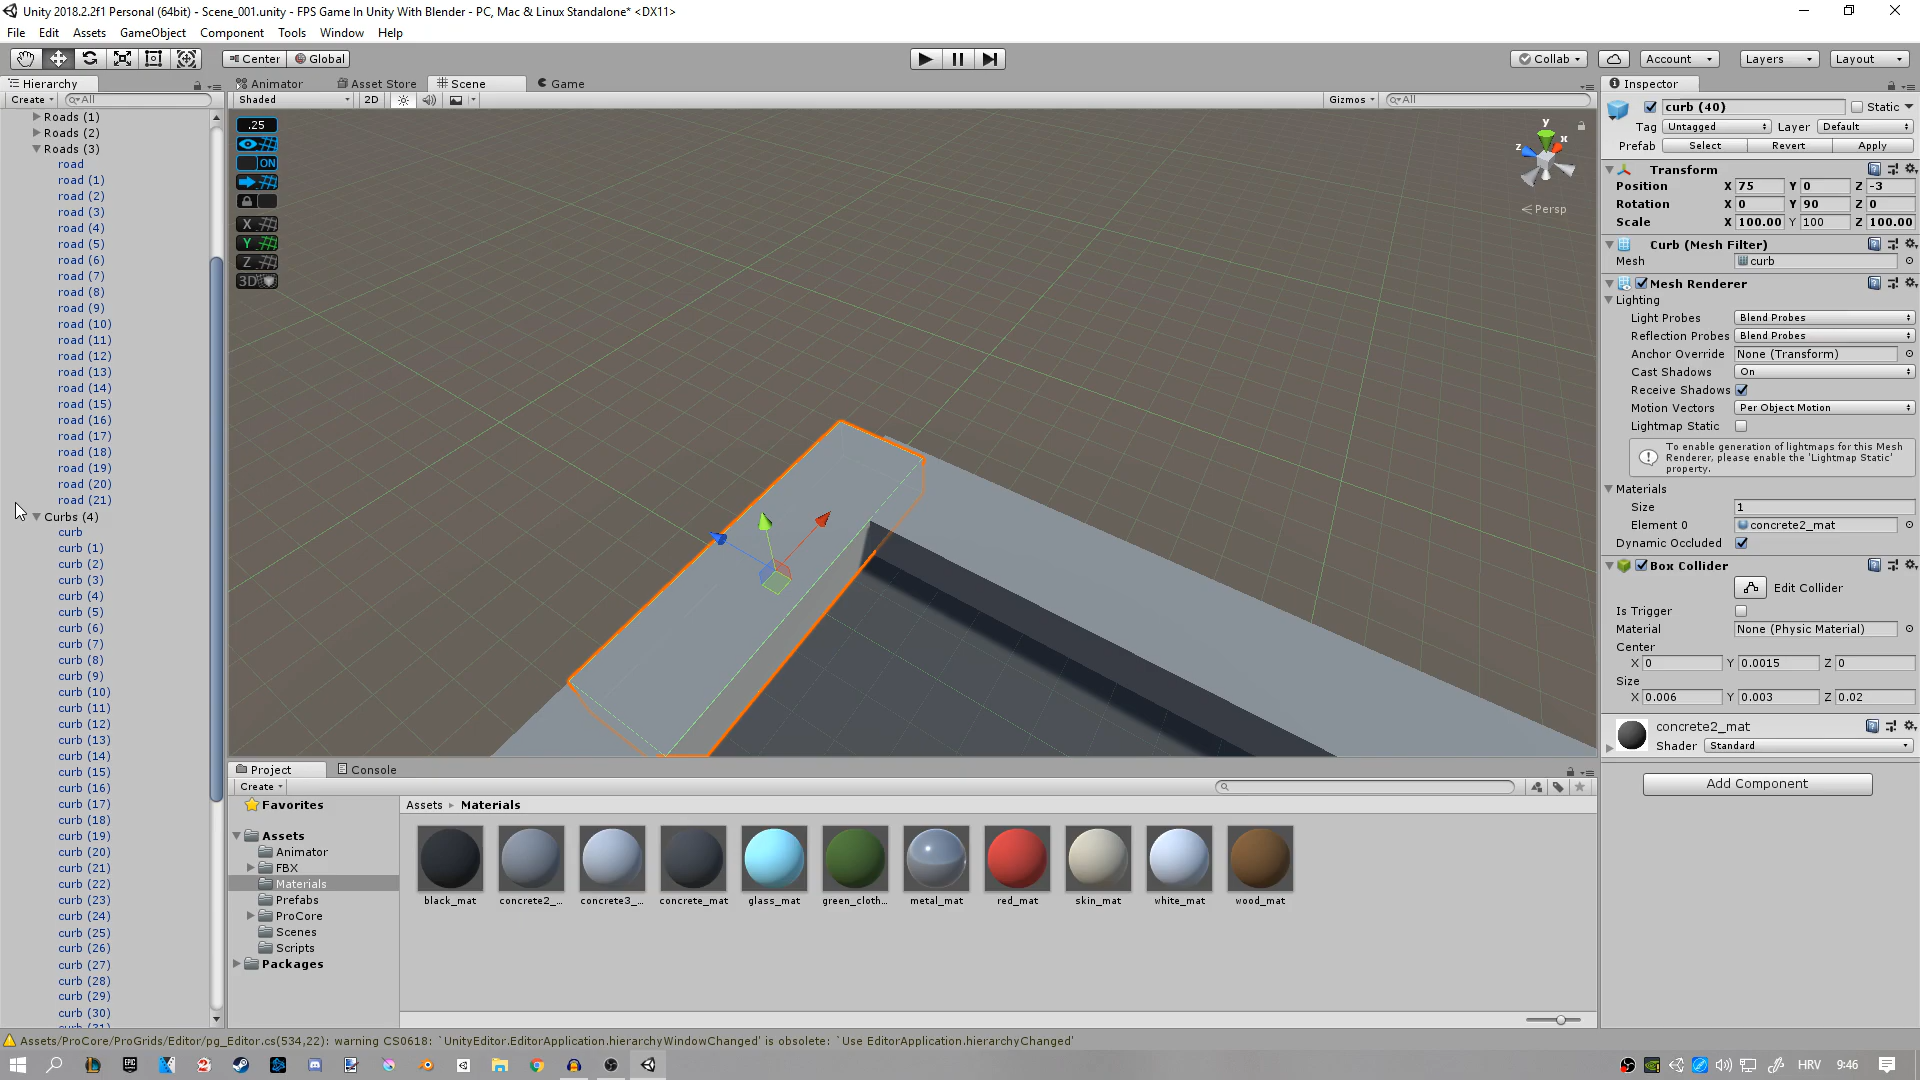 Unity 2018.2.2f1 Personal (64bit) - Scene_001.unity - FPS Game In Unity With Blender - PC, Mac & Linux Standalone* <DX11>
File Edit Assets GameObject Component Tools Window Help
Center Global Collab Account Layers Layout
Hierarchy
Create All
Roads (1)
Roads (2)
Roads (3)
road
road (1)
road (2)
road (3)
road (4)
road (5)
road (6)
road (7)
road (8)
road (9)
road (10)
road (11)
road (12)
road (13)
road (14)
road (15)
road (16)
road (17)
road (18)
road (19)
road (20)
road (21)
Curbs (4)
curb
curb (1)
curb (2)
curb (3)
curb (4)
curb (5)
curb (6)
curb (7)
curb (8)
curb (9)
curb (10)
curb (11)
curb (12)
curb (13)
curb (14)
curb (15)
curb (16)
curb (17)
curb (18)
curb (19)
curb (20)
curb (21)
curb (22)
curb (23)
curb (24)
curb (25)
curb (26)
curb (27)
curb (28)
curb (29)
curb (30)
curb (31)
Animator Asset Store Scene Game
Shaded 2D Gizmos All
.25
ON
X
Y
Z
3D
y
x
z
Persp
Inspector
curb (40) Static
Tag Untagged Layer Default
Prefab Select Revert Apply
Transform
Position X 75 Y 0 Z -3
Rotation X 0 Y 90 Z 0
Scale X 100.00 Y 100 Z 100.00
Curb (Mesh Filter)
Mesh curb
Mesh Renderer
Lighting
Light Probes Blend Probes
Reflection Probes Blend Probes
Anchor Override None (Transform)
Cast Shadows On
Receive Shadows
Motion Vectors Per Object Motion
Lightmap Static
To enable generation of lightmaps for this Mesh
Renderer, please enable the 'Lightmap Static'
property.
Materials
Size 1
Element 0 concrete2_mat
Dynamic Occluded
Box Collider
Edit Collider
Is Trigger
Material None (Physic Material)
Center
X 0 Y 0.0015 Z 0
Size
X 0.006 Y 0.003 Z 0.02
concrete2_mat
Shader Standard
Add Component
Project Console
Create
Favorites
Assets
Animator
FBX
Materials
Prefabs
ProCore
Scenes
Scripts
Packages
Assets Materials
black_mat concrete2_... concrete3_... concrete_mat glass_mat green_cloth... metal_mat red_mat skin_mat white_mat wood_mat
Assets/ProCore/ProGrids/Editor/pg_Editor.cs(534,22): warning CS0618: `UnityEditor.EditorApplication.hierarchyWindowChanged' is obsolete: `Use EditorApplication.hierarchyChanged'
HRV 9:46